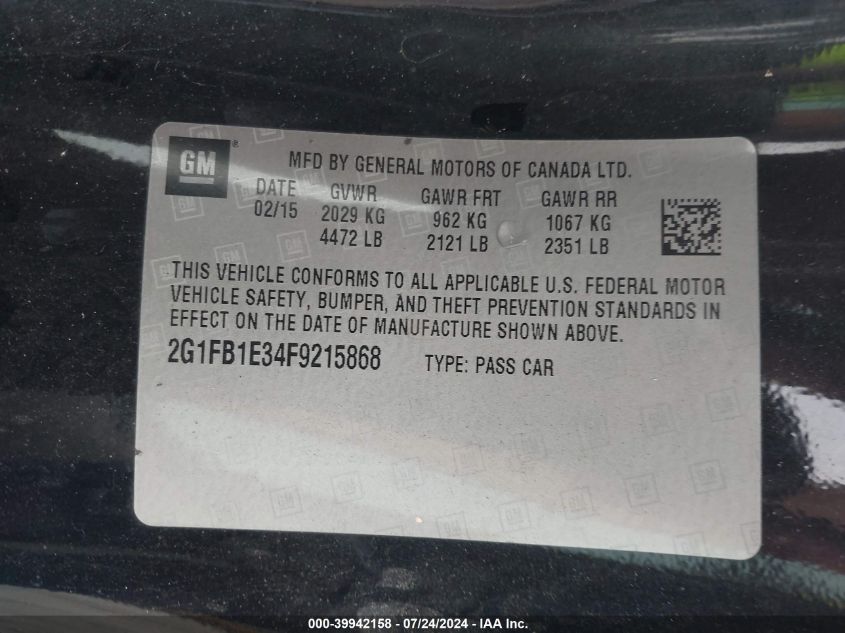 GM ®
MFD BY GENERAL MOTORS OF CANADA LTD.
DATE GVWR GAWR FRT GAWR RR
02/15 2029 KG 962 KG 1067 KG
4472 LB 2121 LB 2351 LB
THIS VEHICLE CONFORMS TO ALL APPLICABLE U.S. FEDERAL MOTOR
VEHICLE SAFETY, BUMPER, AND THEFT PREVENTION STANDARDS IN
EFFECT ON THE DATE OF MANUFACTURE SHOWN ABOVE.
2G1FB1E34F9215868 TYPE: PASS CAR
000-39942158 - 07/24/2024 - IAA Inc.